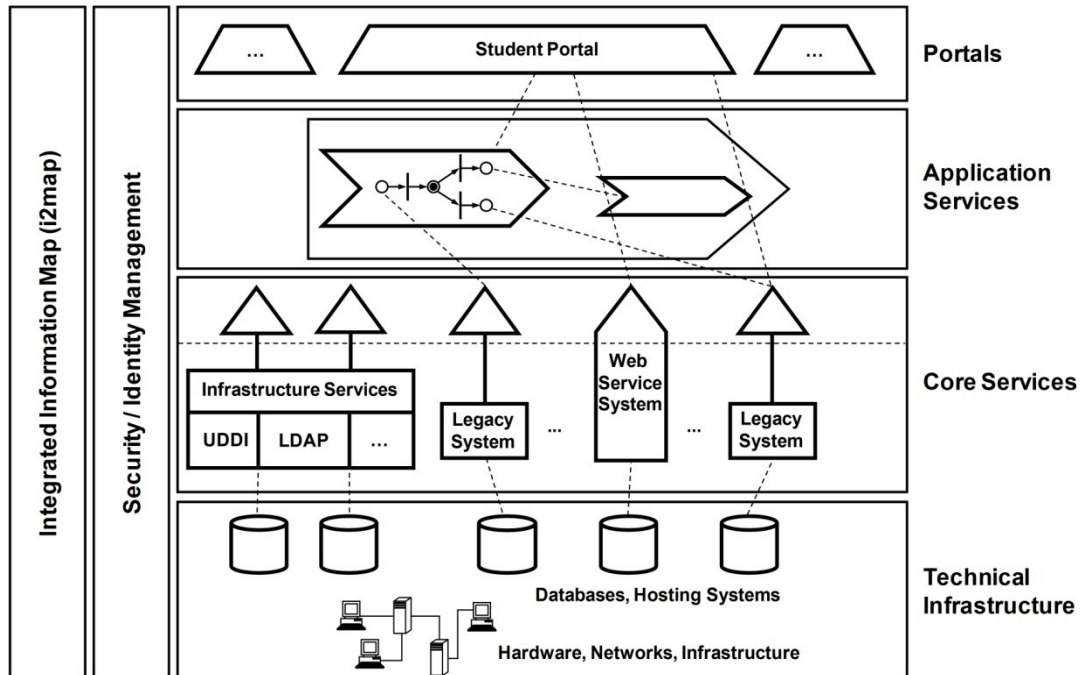 Integrated Information Map (i2map)
Security / Identity Management
...
Student Portal
...
Portals
Application
Services
Infrastructure Services
UDDI
LDAP
...
Legacy
System
...
Web
Service
System
...
Legacy
System
Core Services
Databases, Hosting Systems
Hardware, Networks, Infrastructure
Technical
Infrastructure